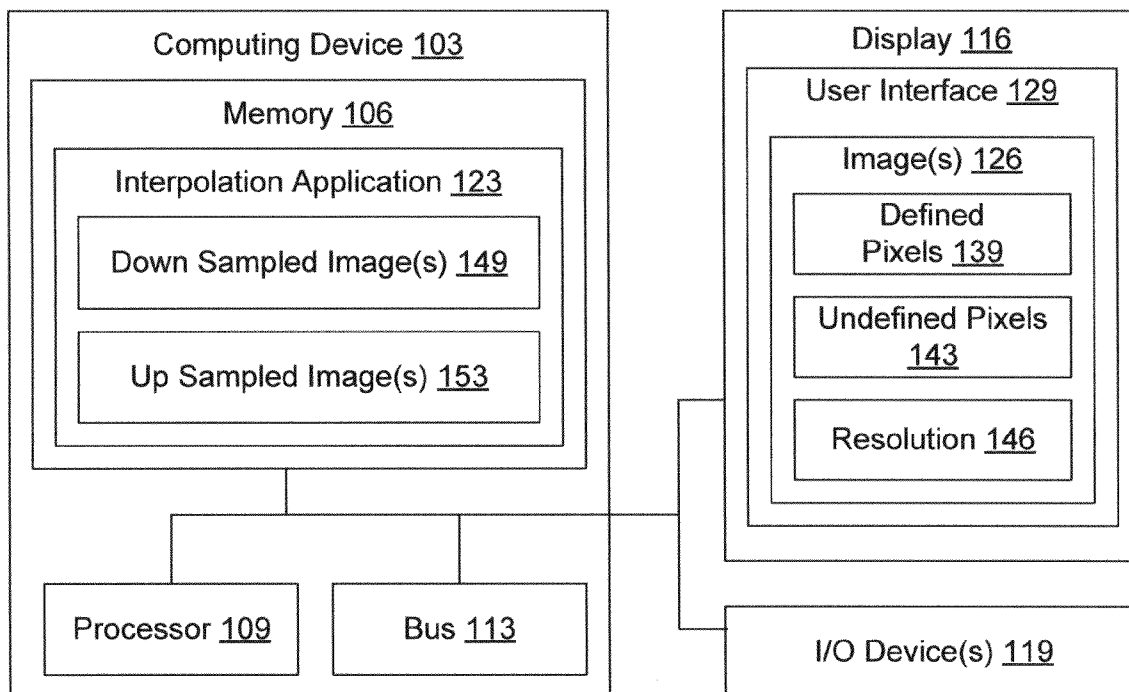 Computing Device 103
Memory 106
Interpolation Application 123
Down Sampled Image(s) 149
Up Sampled Image(s) 153
Processor 109
Bus 113
Display 116
User Interface 129
Image(s) 126
Defined
Pixels 139
Undefined Pixels
143
Resolution 146
I/O Device(s) 119